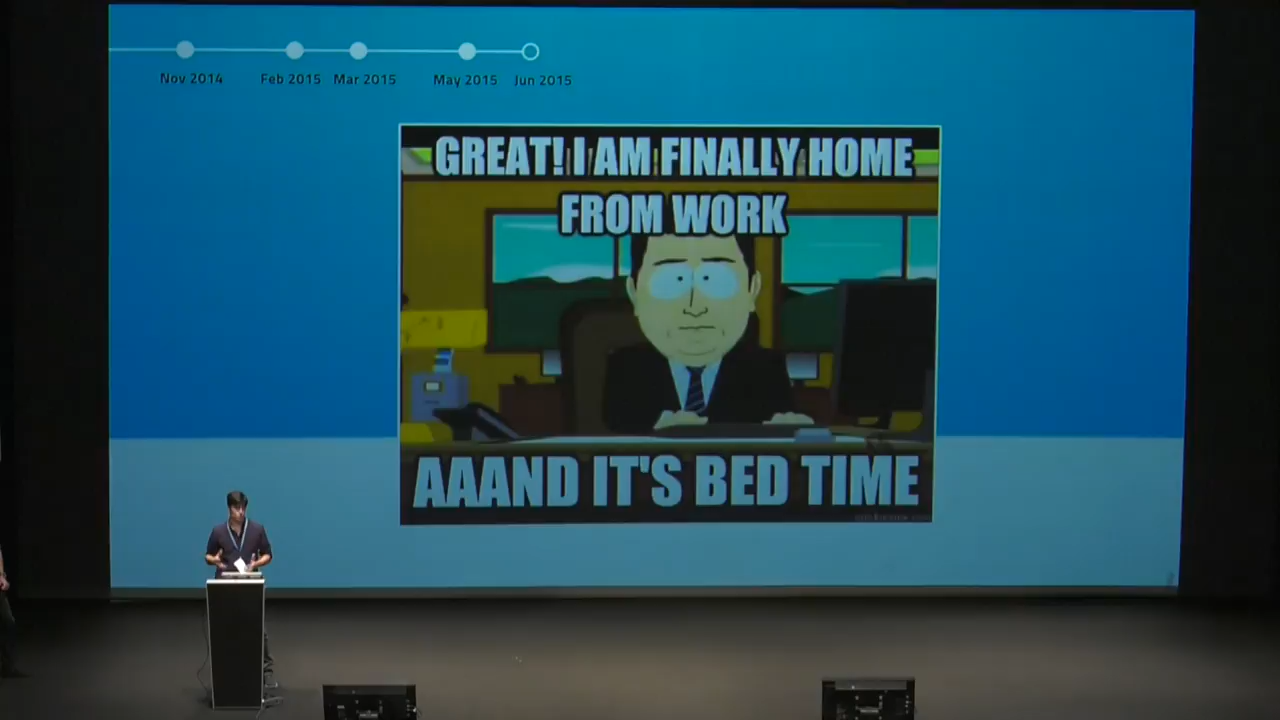 Nov 2014 Feb 2015 Mar 2015 May 2015 Jun 2015
GREAT! I AM FINALLY HOME
FROM WORK
AAAND IT'S BED TIME